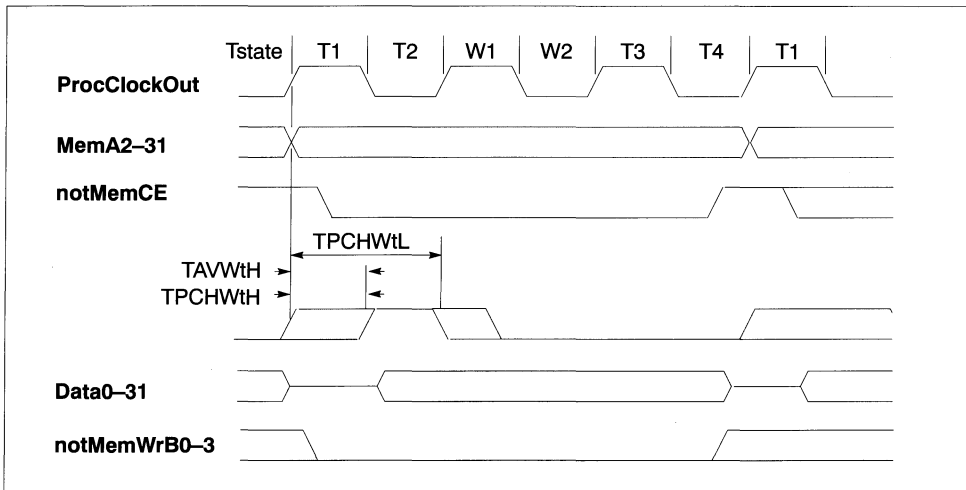 Tstate T1 T2 W1 W2 T3 T4 T1
ProcClockOut
MemA2–31
notMemCE
TPCHWtL
TAVWtH
TPCHWtH
Data0–31
notMemWrB0–3